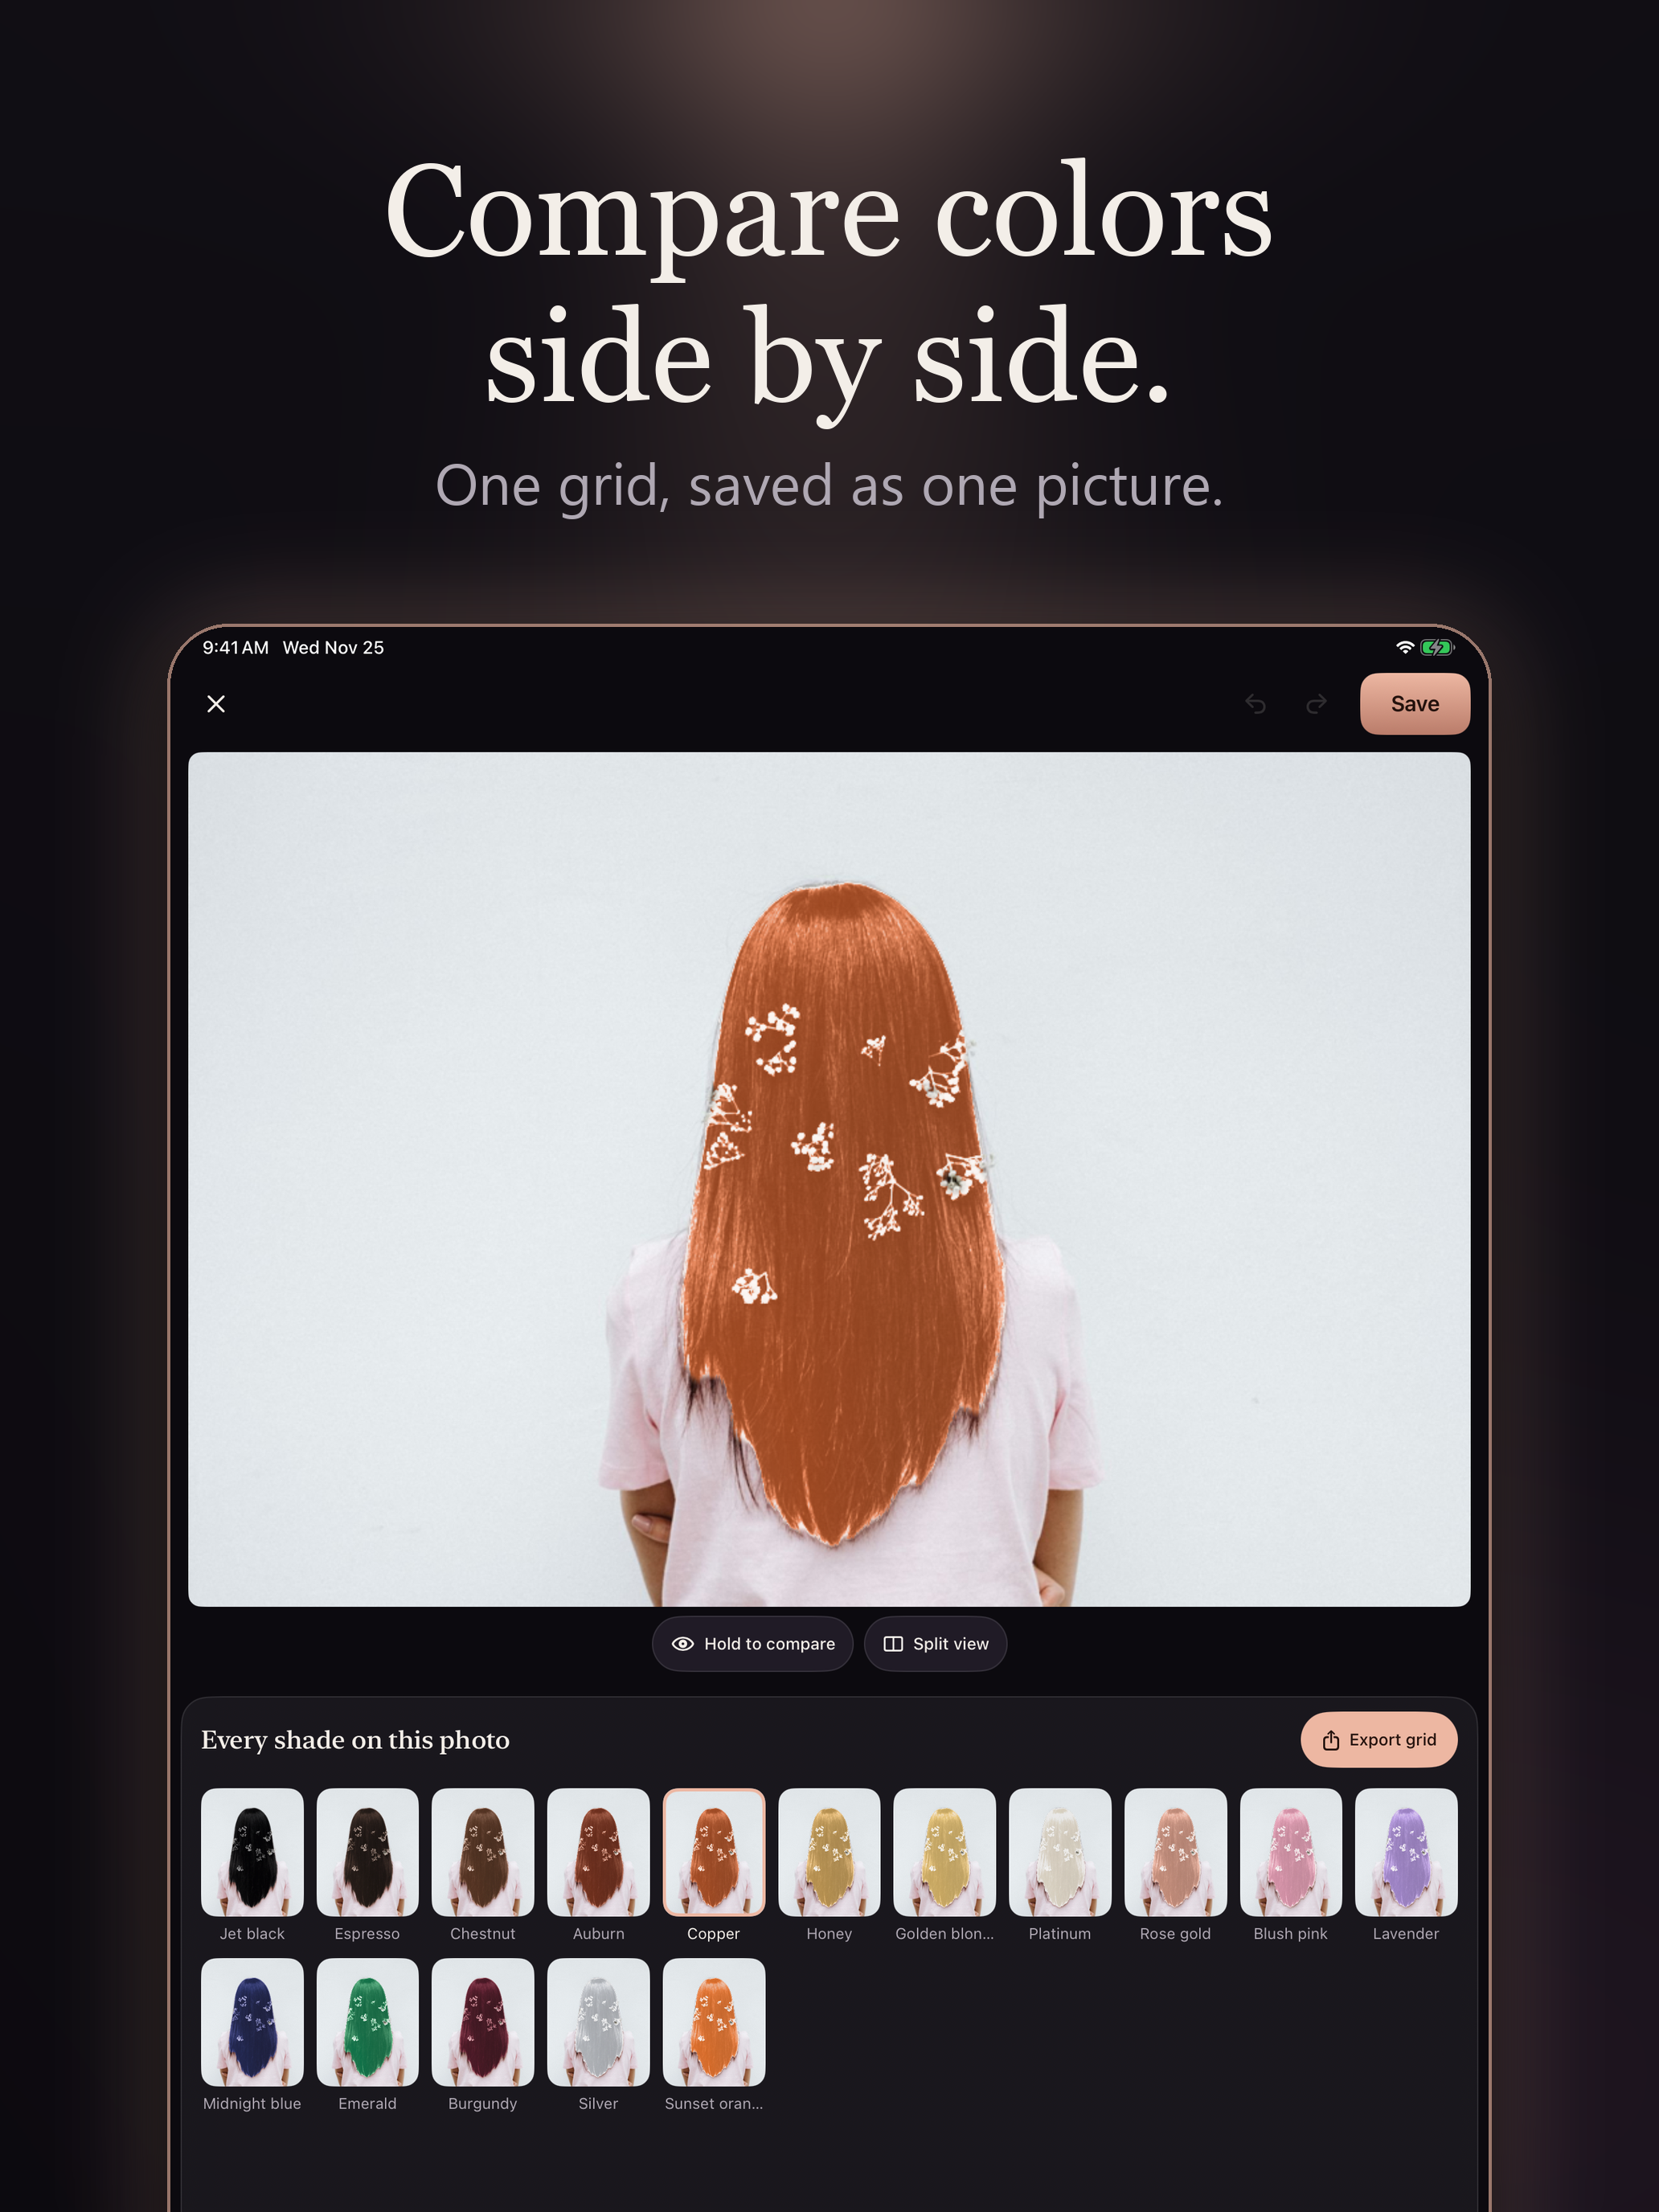 Compare colors
side by side.
One grid, saved as one picture.
9:41 AM Wed Nov 25
Save
Hold to compare
Split view
Every shade on this photo
Export grid
Jet black
Espresso
Chestnut
Auburn
Copper
Honey
Golden blon...
Platinum
Rose gold
Blush pink
Lavender
Midnight blue
Emerald
Burgundy
Silver
Sunset oran...